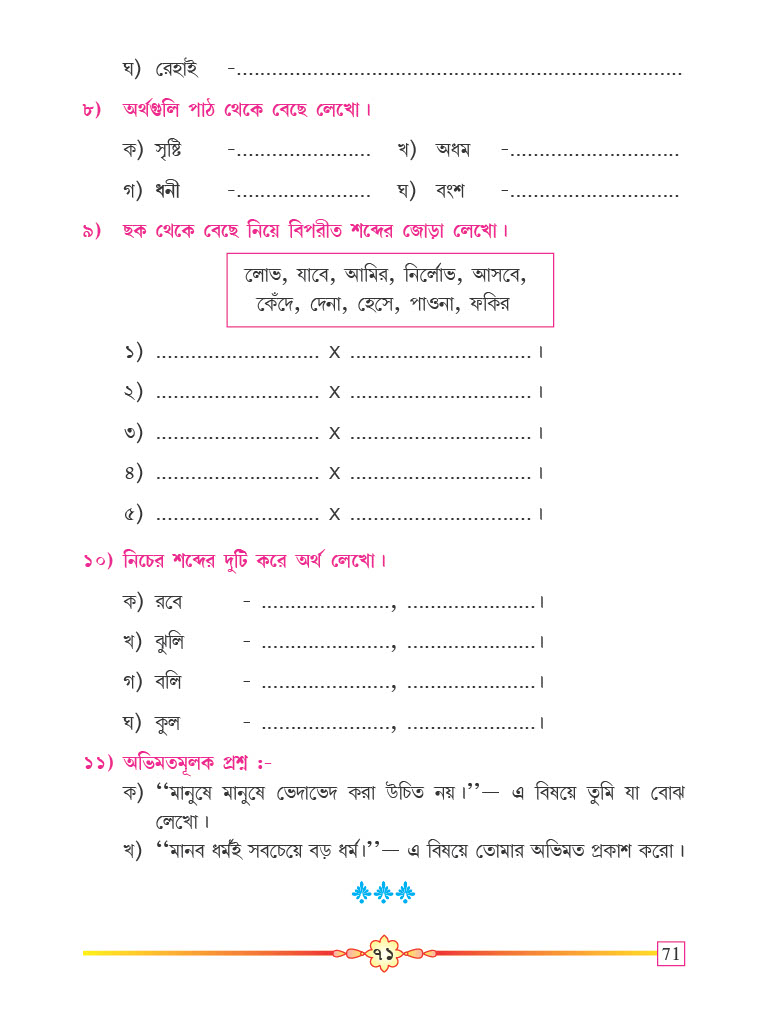 ঘ) রেহাই -............................................................................
৮) অর্থগুলি পাঠ থেকে বেছে লেখো।
ক) সৃষ্টি -....................... খ) অধম -.............................
গ) ধনী -....................... ঘ) বংশ -.............................
৯) ছক থেকে বেছে নিয়ে বিপরীত শব্দের জোড়া লেখো।
লোভ, যাবে, আমির, নির্লোভ, আসবে,
কেঁদে, দেনা, হেসে, পাওনা, ফকির
১) ............................ X ............................... ।
২) ............................ X ............................... ।
৩) ............................ X ............................... ।
৪) ............................ X ............................... ।
৫) ............................ X ............................... ।
১০) নিচের শব্দের দুটি করে অর্থ লেখো।
ক) রবে - ......................, ......................।
খ) ঝুলি - ......................, ......................।
গ) বলি - ......................, ......................।
ঘ) কুল - ......................, ......................।
১১) অভিমতমূলক প্রশ্ন :-
ক) ‘‘মানুষে মানুষে ভেদাভেদ করা উচিত নয়।’’— এ বিষয়ে তুমি যা বোঝ
লেখো।
খ) ‘‘মানব ধর্মই সবচেয়ে বড় ধর্ম।’’— এ বিষয়ে তোমার অভিমত প্রকাশ করো।
৭১ 71